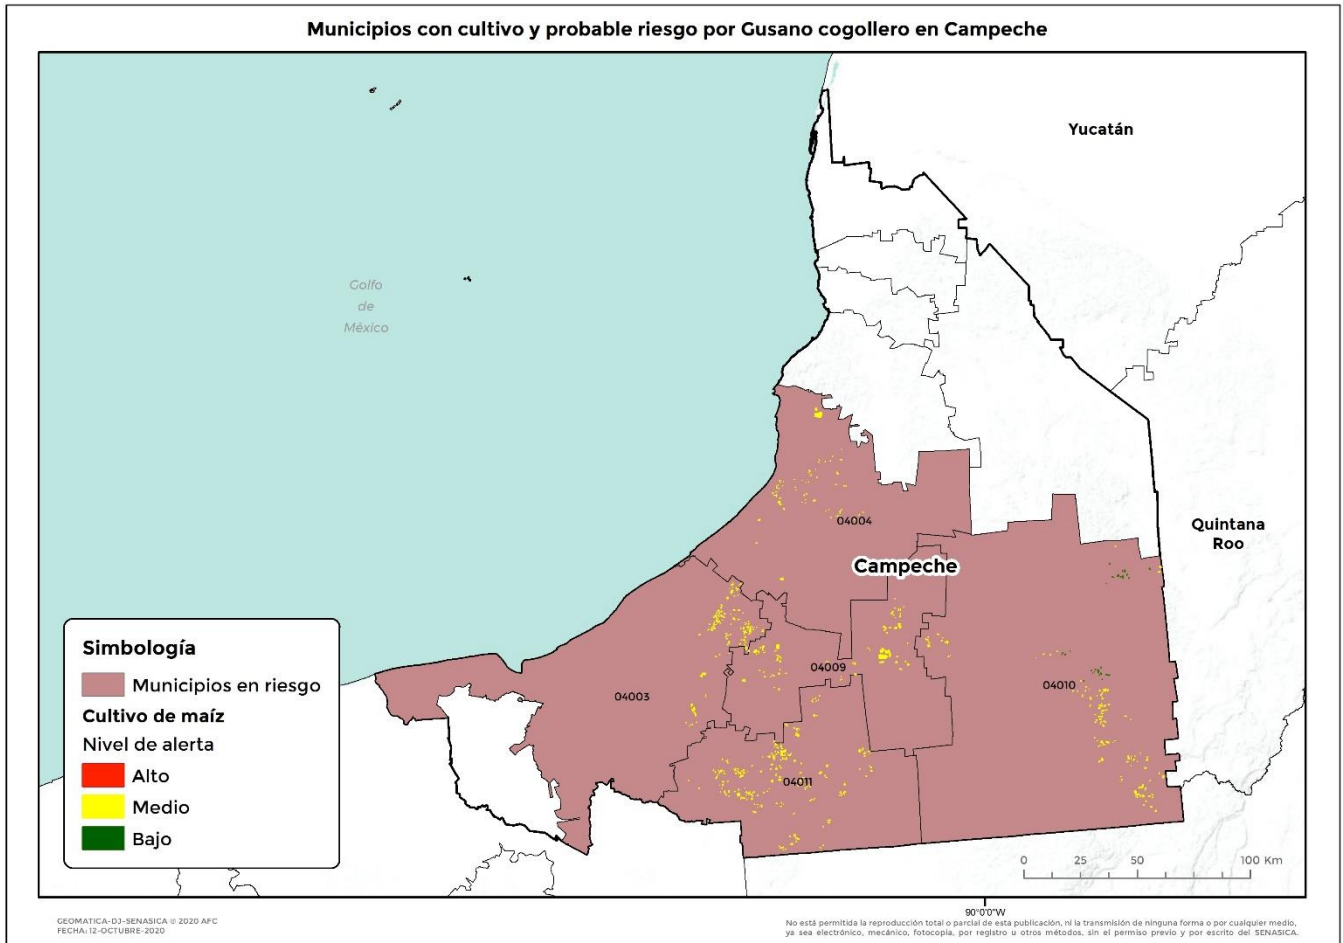 Municipios con cultivo y probable riesgo por Gusano cogollero en Campeche
Yucatán
Golfo
de
México
04004
Quintana
Roo
Campeche
04009
04003
04010
04011
Simbología
Municipios en riesgo
Cultivo de maíz
Nivel de alerta
Alto
Medio
Bajo
0 25 50 100 Km
90°0'0"W
GEOMATICA-DJ-SENASICA © 2020 AFC
FECHA: 12-OCTUBRE-2020
No está permitida la reproducción total o parcial de esta publicación, ni la transmisión de ninguna forma o por cualquier medio,
ya sea electrónico, mecánico, fotocopia, por registro u otros métodos, sin el permiso previo y por escrito del SENASICA.